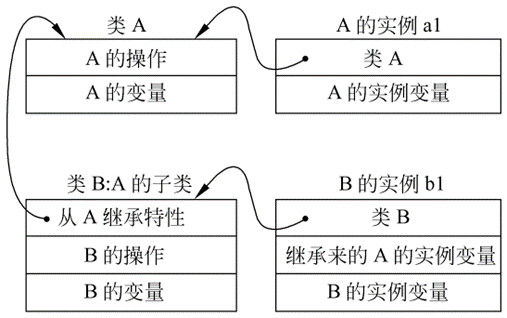 类 A
A 的操作
A 的变量
A 的实例 a1
类 A
A 的实例变量
类 B:A 的子类
从 A 继承特性
B 的操作
B 的变量
B 的实例 b1
类 B
继承来的 A 的实例变量
B 的实例变量